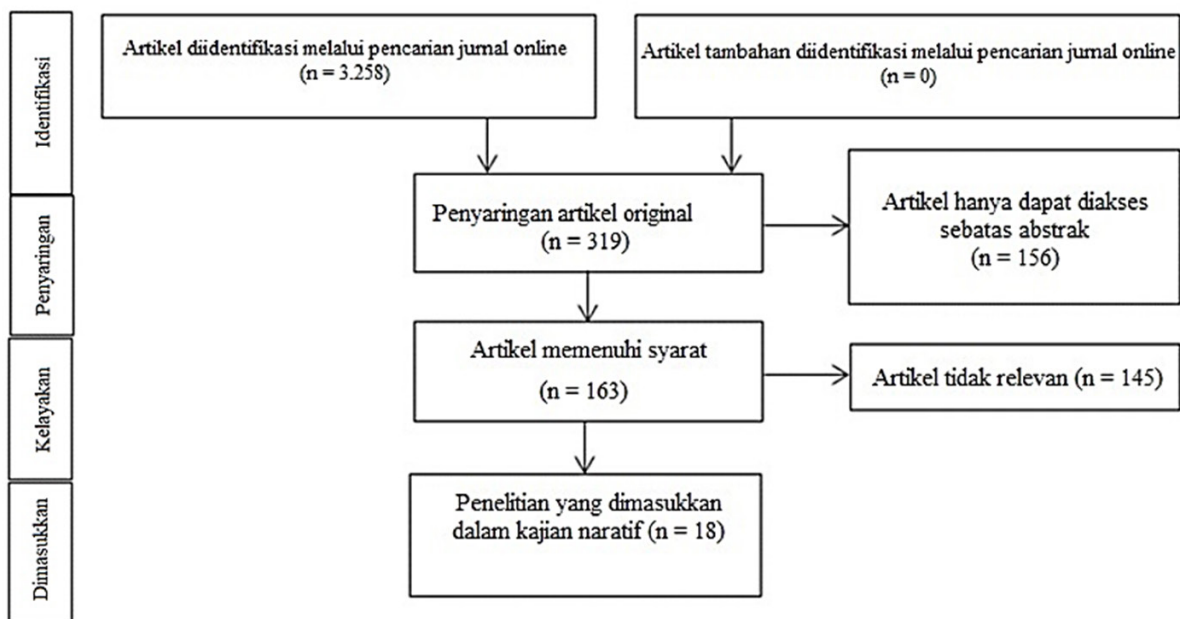 Identifikasi
Artikel diidentifikasi melalui pencarian jurnal online
(n = 3.258)
Artikel tambahan diidentifikasi melalui pencarian jurnal online
(n = 0)
Penyaringan
Penyaringan artikel original
(n = 319)
Artikel hanya dapat diakses
sebatas abstrak
(n = 156)
Kelayakan
Artikel memenuhi syarat
(n = 163)
Artikel tidak relevan (n = 145)
Dimasukkan
Penelitian yang dimasukkan
dalam kajian naratif (n = 18)